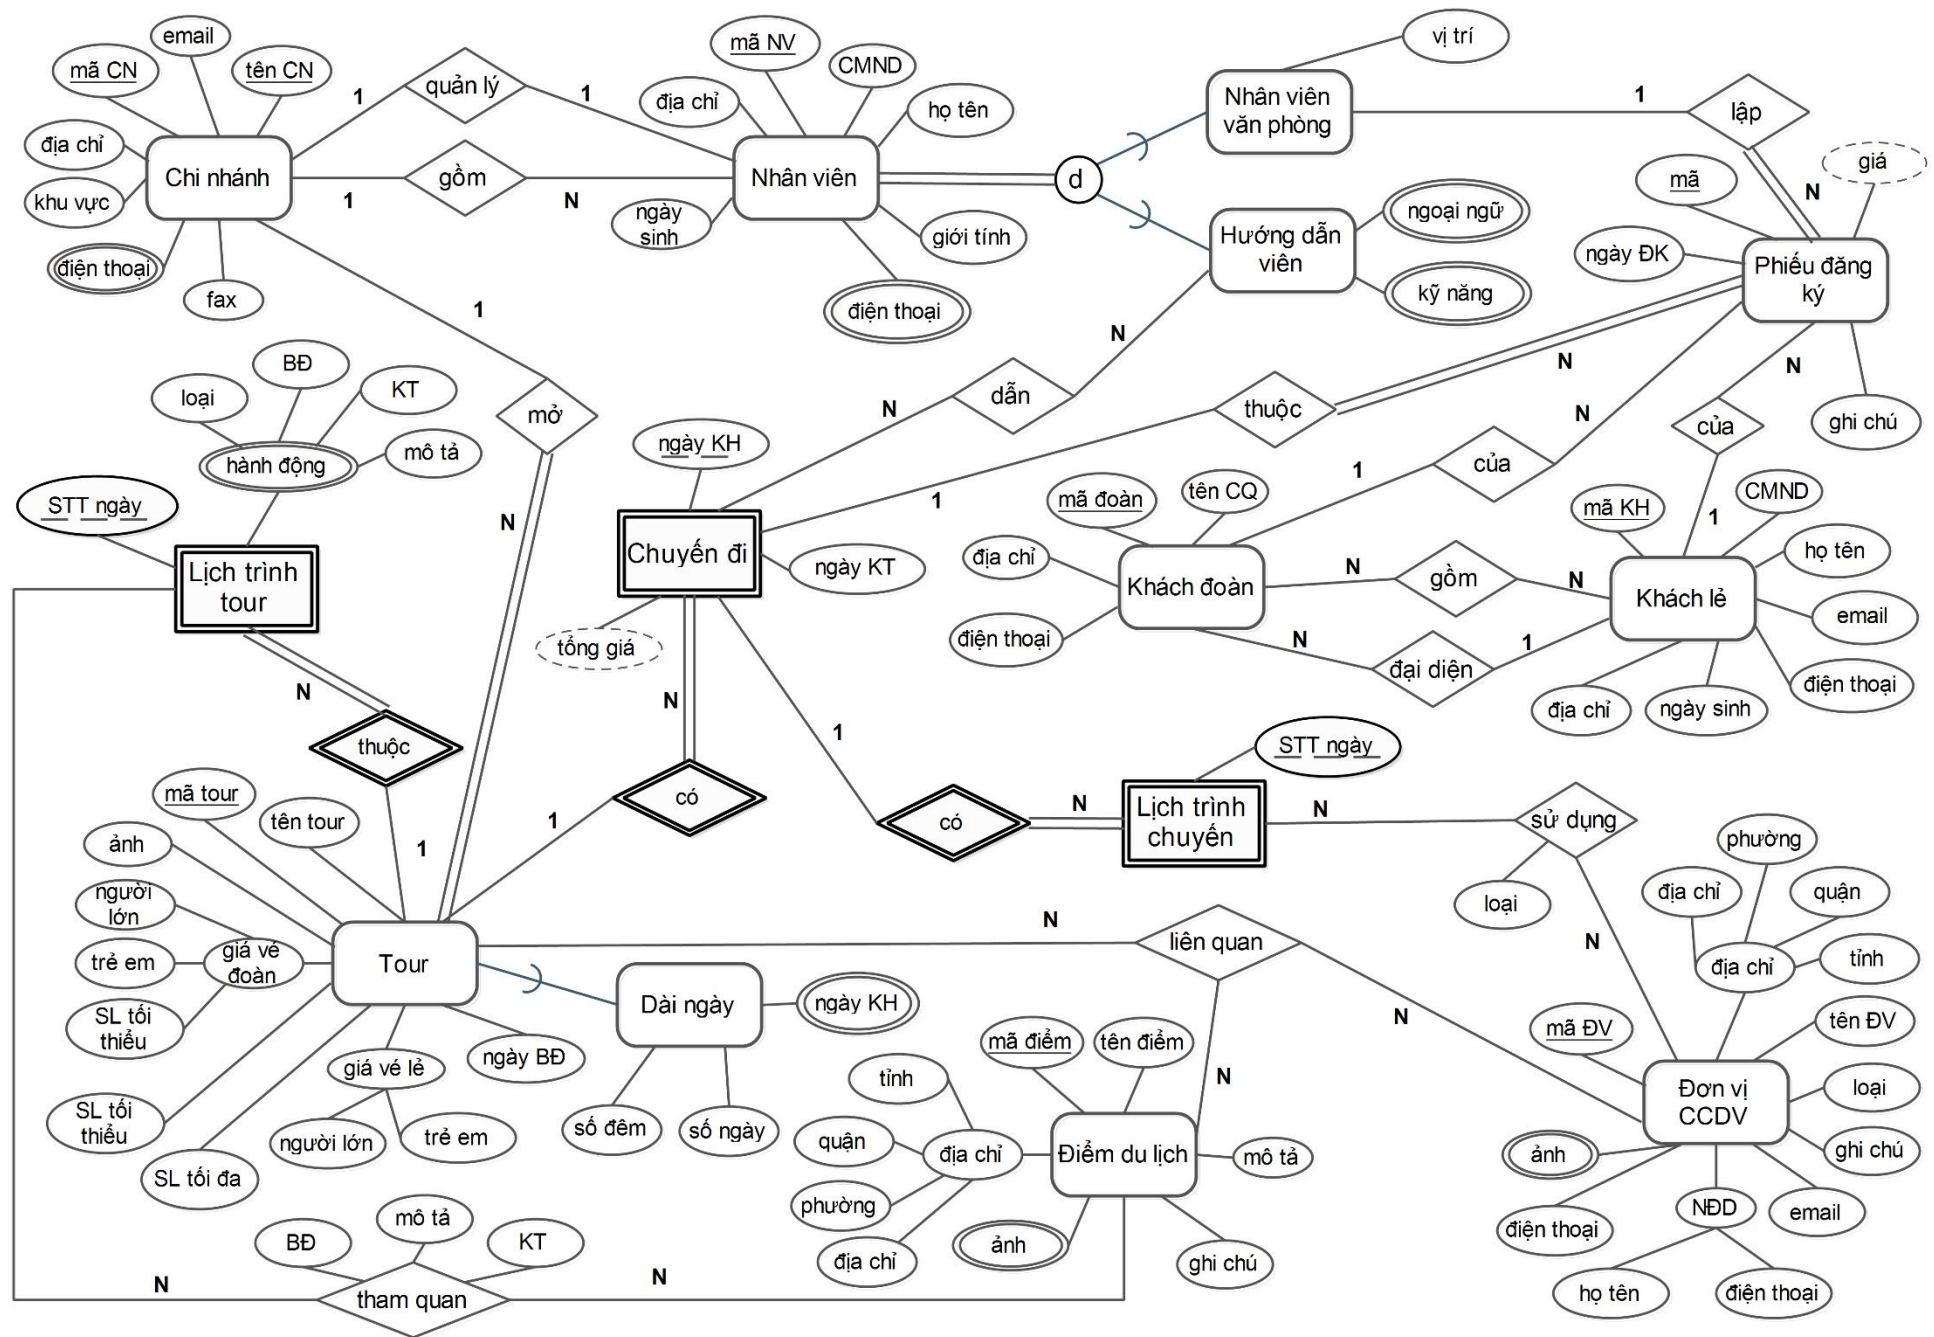 email
mã CN
tên CN
địa chỉ
khu vực
điện thoại
fax
Chi nhánh
1
quản lý
1
1
gồm
N
mã NV
CMND
địa chỉ
họ tên
Nhân viên
ngày
sinh
giới tính
điện thoại
d
Nhân viên
văn phòng
vị trí
1
lập
N
Hướng dẫn
viên
ngoại ngữ
kỹ năng
mã
giá
ngày ĐK
Phiếu đăng
ký
ghi chú
1
mở
N
BĐ
loại
KT
hành động
mô tả
STT ngày
Lịch trình
tour
N
thuộc
1
N
dẫn
N
1
thuộc
N
1
của
N
N
của
1
ngày KH
Chuyến đi
ngày KT
tổng giá
N
có
1
1
có
N
mã đoàn
tên CQ
địa chỉ
điện thoại
Khách đoàn
N
gồm
N
N
đại diện
1
mã KH
CMND
họ tên
email
điện thoại
ngày sinh
địa chỉ
Khách lẻ
STT ngày
Lịch trình
chuyến
N
sử dụng
loại
N
mã tour
tên tour
ảnh
người
lớn
trẻ em
SL tối
thiểu
giá vé
đoàn
Tour
SL tối
thiểu
SL tối đa
giá vé lẻ
người lớn
trẻ em
ngày BĐ
Dài ngày
ngày KH
số đêm
số ngày
N
liên quan
N
N
mã điểm
tên điểm
tỉnh
quận
phường
địa chỉ
địa chỉ
Điểm du lịch
mô tả
ảnh
ghi chú
phường
địa chỉ
quận
địa chỉ
tỉnh
mã ĐV
tên ĐV
Đơn vị
CCDV
loại
ghi chú
ảnh
điện thoại
NĐD
email
họ tên
điện thoại
BĐ
mô tả
KT
N
tham quan
N